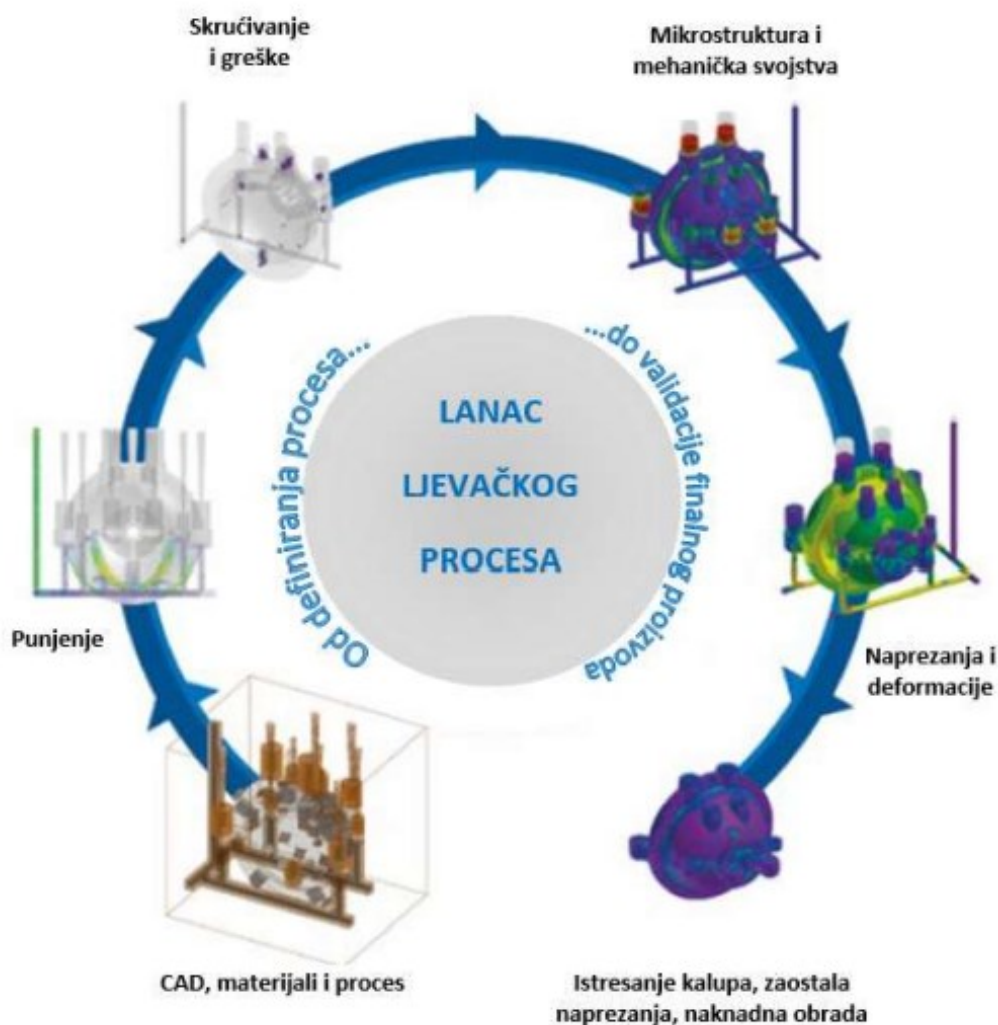 Skrućivanje
i greške
Mikrostruktura i
mehanička svojstva
Od definiranja procesa...
...do validacije finalnog proizvoda
LANAC
LJEVAČKOG
PROCESA
Punjenje
Naprezanja i
deformacije
CAD, materijali i proces
Istresanje kalupa, zaostala
naprezanja, naknadna obrada